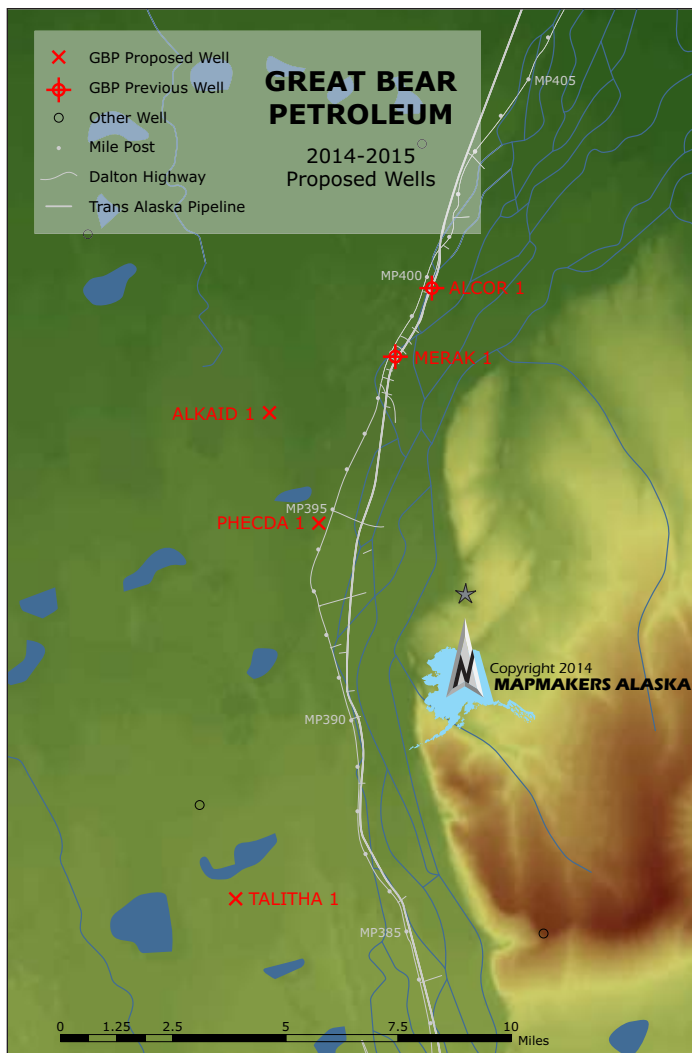 GBP Proposed Well
GBP Previous Well
Other Well
Mile Post
Dalton Highway
Trans Alaska Pipeline
GREAT BEAR
PETROLEUM
2014-2015
Proposed Wells
MP405
MP400
ALCOR 1
MERAK 1
ALKAID 1
MP395
PHECDA 1
N
Copyright 2014
MAPMAKERS ALASKA
MP390
TALITHA 1
MP385
0 1.25 2.5 5 7.5 10
Miles